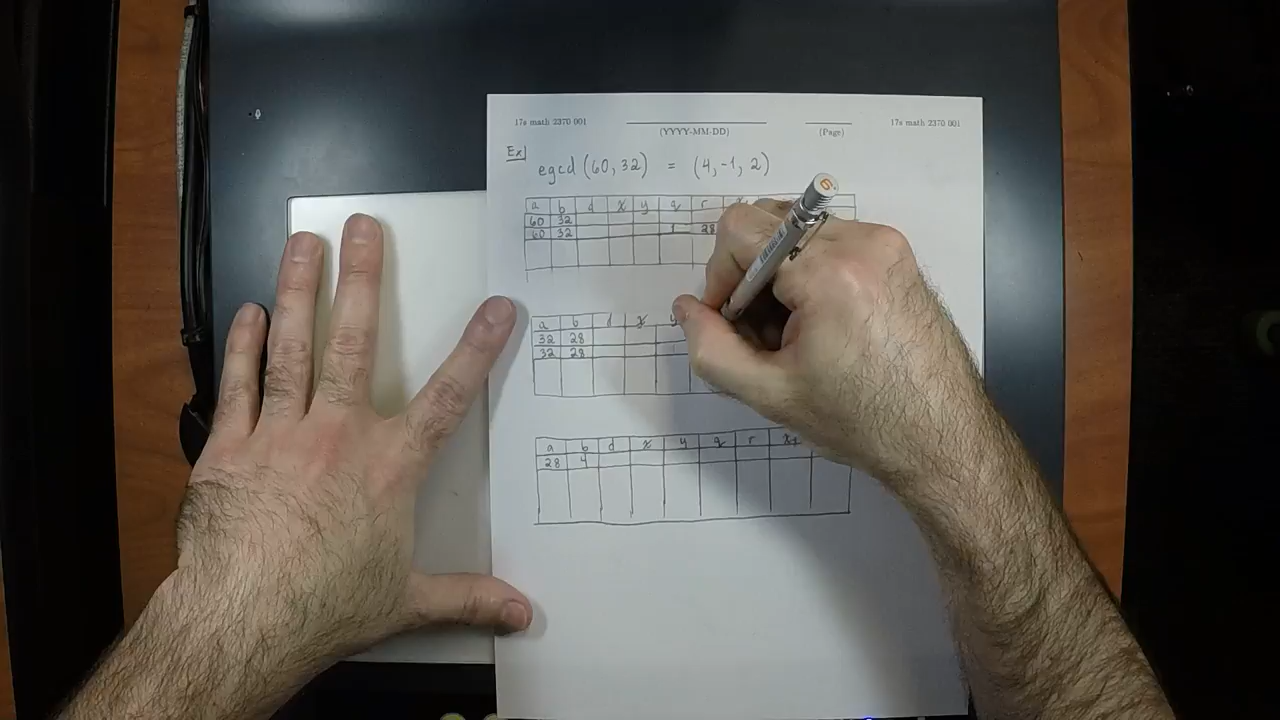 17s math 2370 001 (YYYY-MM-DD) (Page) 17s math 2370 001
Ex
egcd (60, 32) = (4, -1, 2)
a b d x y q r
60 32
60 32 1 28
a b d x y
32 28
32 28
a b d x y q r x₁
28 4